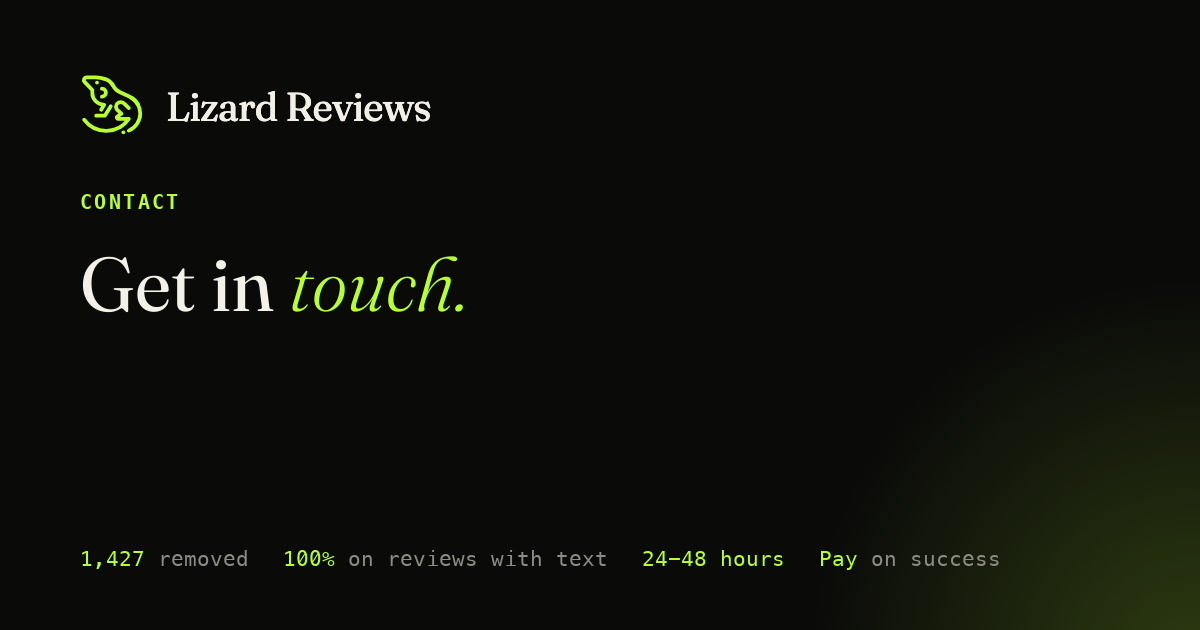 Lizard Reviews
CONTACT
Get in touch.
1,427 removed 100% on reviews with text 24–48 hours Pay on success